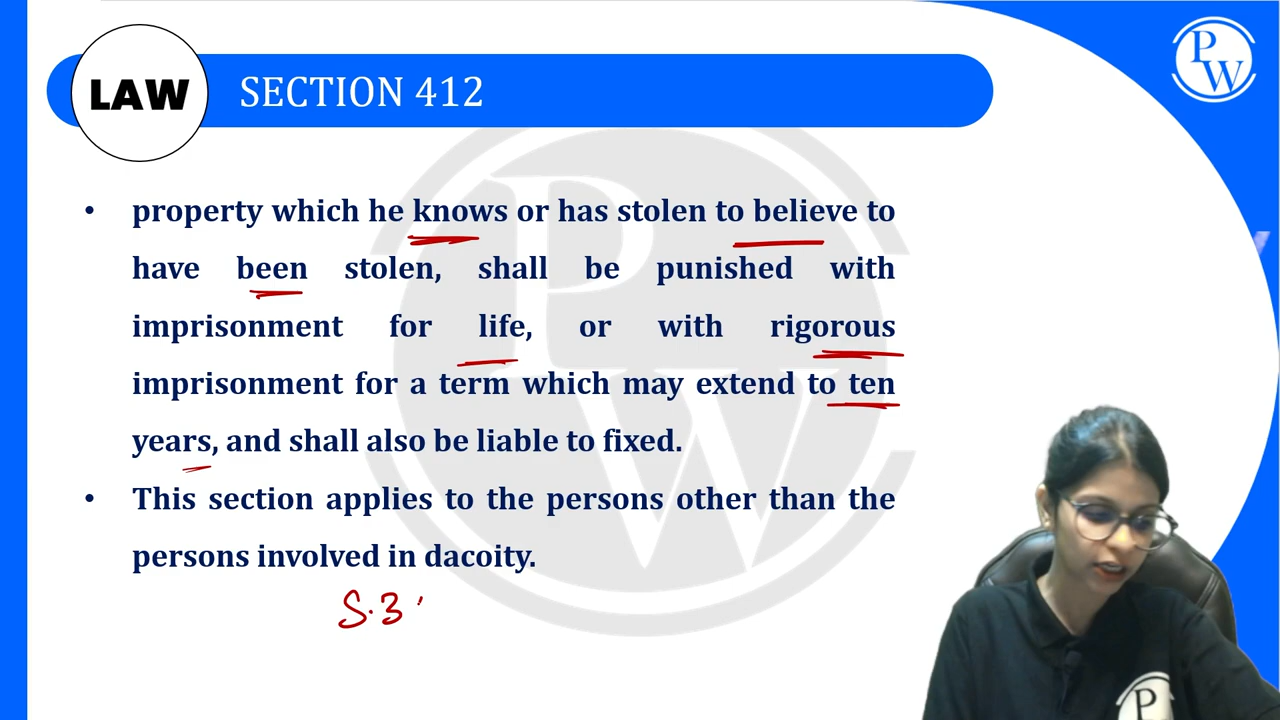 LAW
SECTION 412
P
W
• property which he knows or has stolen to believe to
have been stolen, shall be punished with
imprisonment for life, or with rigorous
imprisonment for a term which may extend to ten
years, and shall also be liable to fixed.
• This section applies to the persons other than the
persons involved in dacoity.
S.3
P
W
P
W